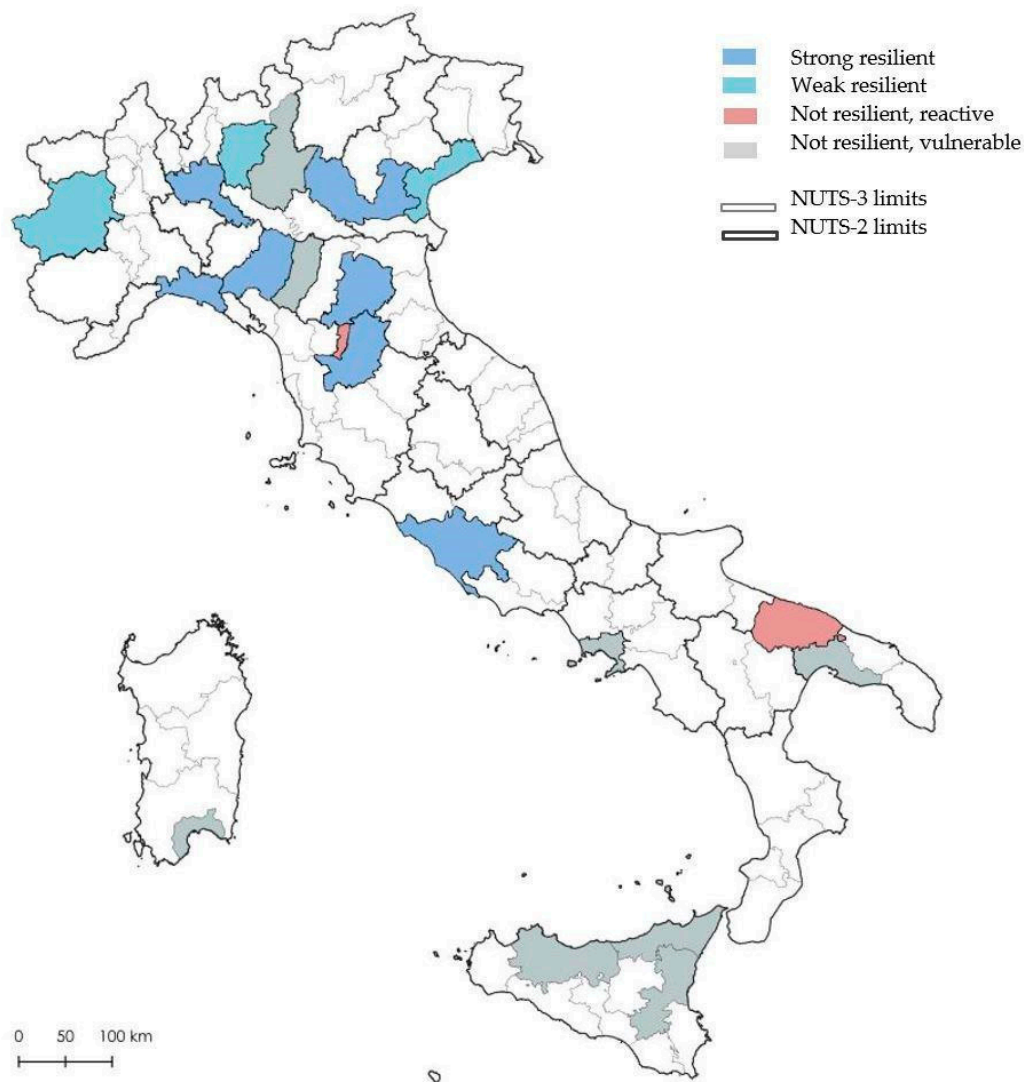 Strong resilient
Weak resilient
Not resilient, reactive
Not resilient, vulnerable
NUTS-3 limits
NUTS-2 limits
0 50 100 km